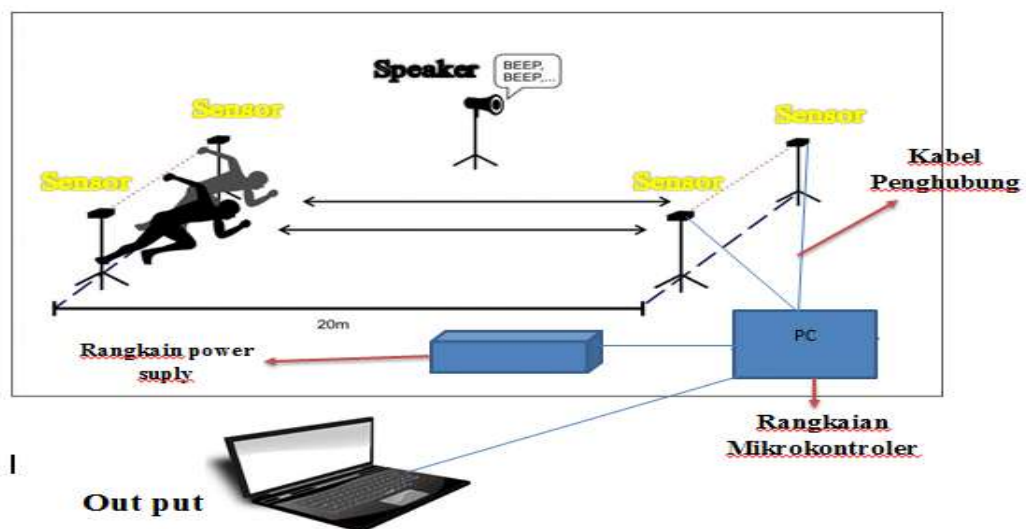 BEEP,
BEEP,...
Speaker
Sensor
Sensor
Sensor
Sensor
Kabel
Penghubung
20m
PC
Rangkain power
suply
Rangkaian
Mikrokontroler
Out put